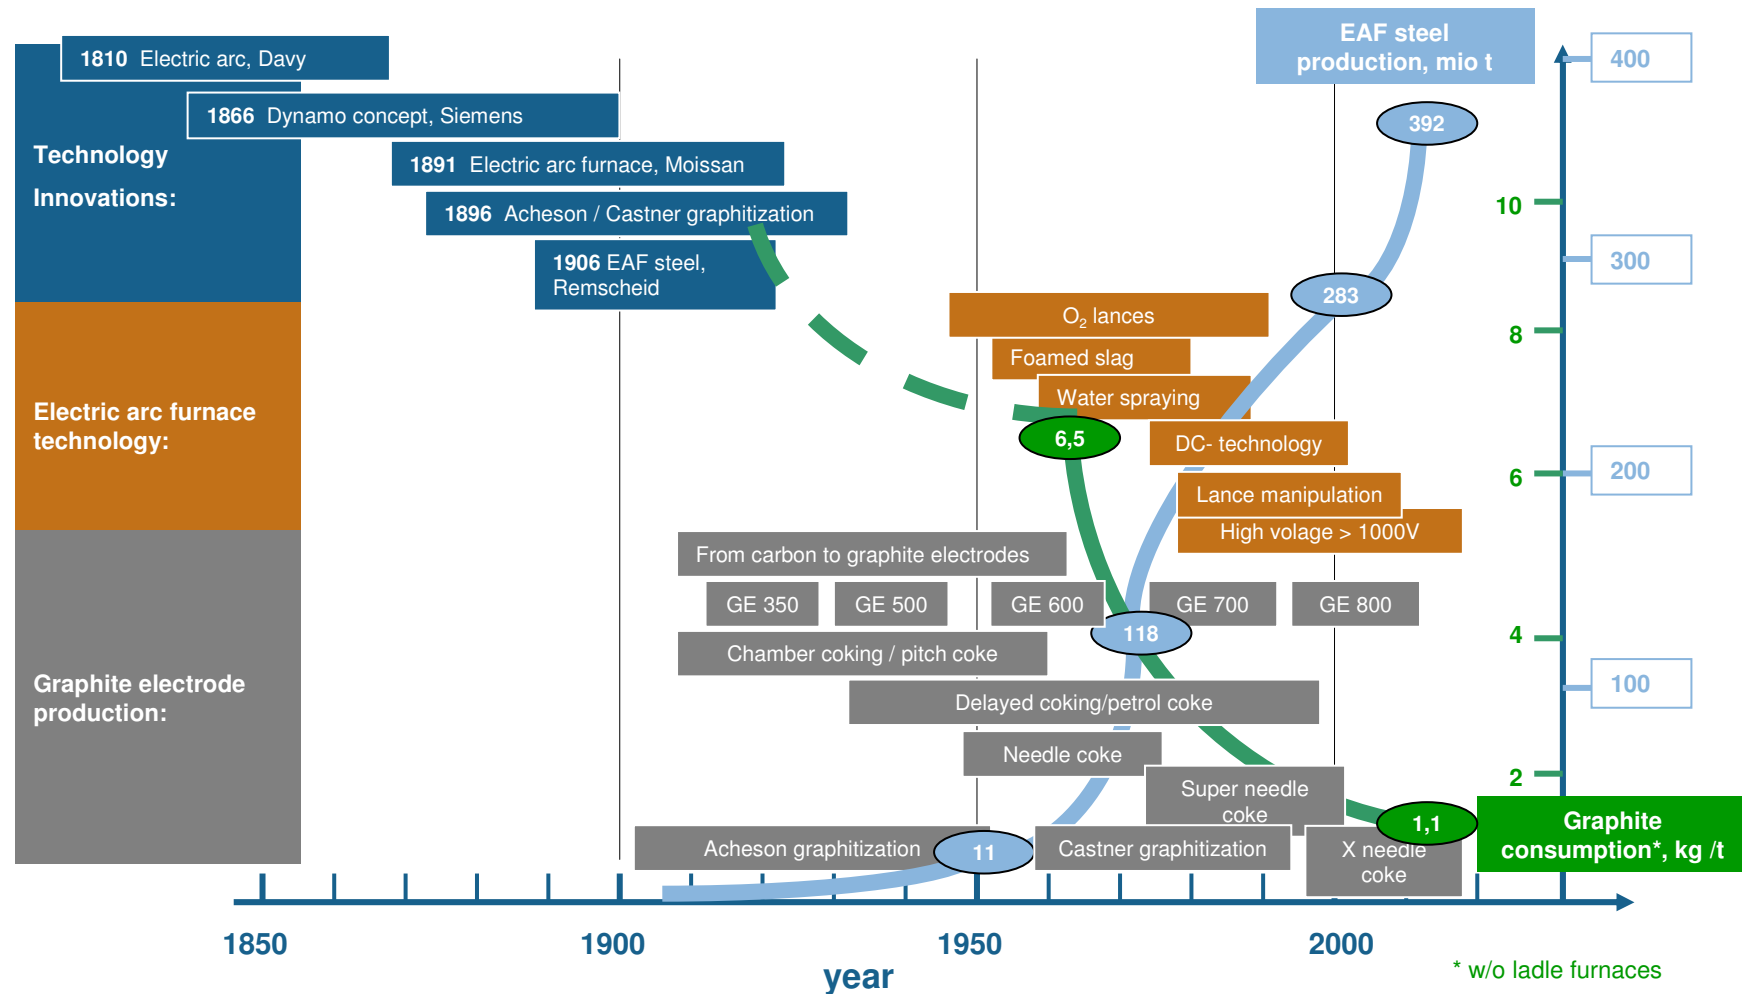 EAF steel
production, mio t
400
1810 Electric arc, Davy
1866 Dynamo concept, Siemens
392
Technology
Innovations:
1891 Electric arc furnace, Moissan
1896 Acheson / Castner graphitization
10
1906 EAF steel,
Remscheid
300
283
O2 lances
8
Foamed slag
Water spraying
Electric arc furnace
technology:
6,5
DC- technology
6
200
Lance manipulation
High volage > 1000V
From carbon to graphite electrodes
GE 350
GE 500
GE 600
GE 700
GE 800
118
4
Chamber coking / pitch coke
Graphite electrode
production:
100
Delayed coking/petrol coke
Needle coke
2
Super needle
coke
1,1
Graphite
consumption*, kg /t
Acheson graphitization
11
Castner graphitization
X needle
coke
1850
1900
1950
2000
year
* w/o ladle furnaces